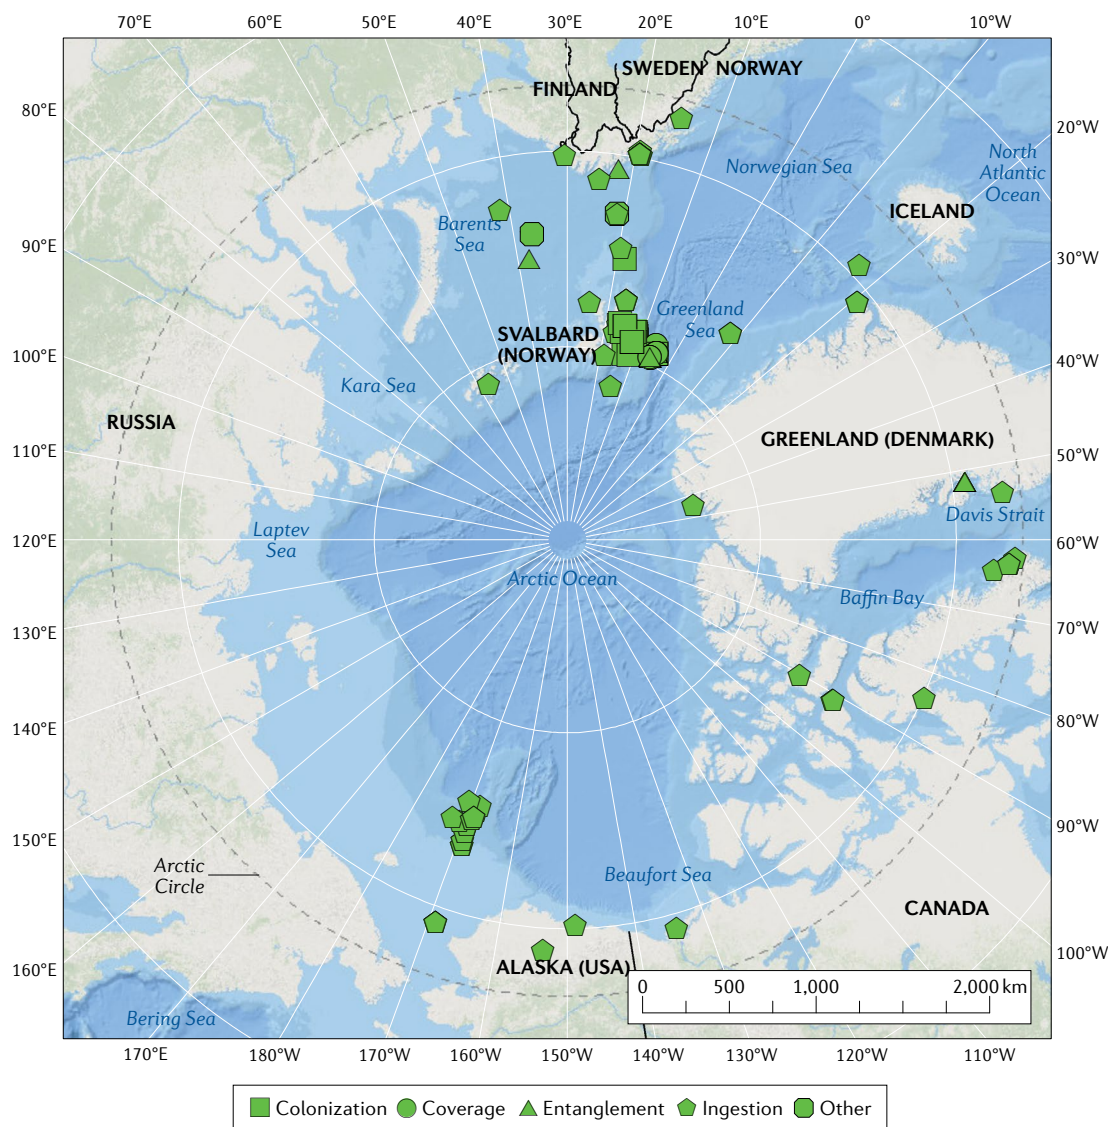 70°E 60°E 50°E 40°E 30°E 20°E 10°E 0° 10°W
80°E
90°E
100°E
110°E
120°E
130°E
140°E
150°E
160°E
20°W
30°W
40°W
50°W
60°W
70°W
80°W
90°W
100°W
FINLAND
SWEDEN NORWAY
Norwegian Sea
North
Atlantic
Ocean
ICELAND
Barents
Sea
Greenland
Sea
SVALBARD
(NORWAY)
Kara Sea
RUSSIA
GREENLAND (DENMARK)
Davis Strait
Laptev
Sea
Arctic Ocean
Baffin Bay
Arctic
Circle
Beaufort Sea
CANADA
ALASKA (USA)
Bering Sea
0 500 1,000 2,000 km
170°E 180°W 170°W 160°W 150°W 140°W 130°W 120°W 110°W
Colonization Coverage Entanglement Ingestion Other